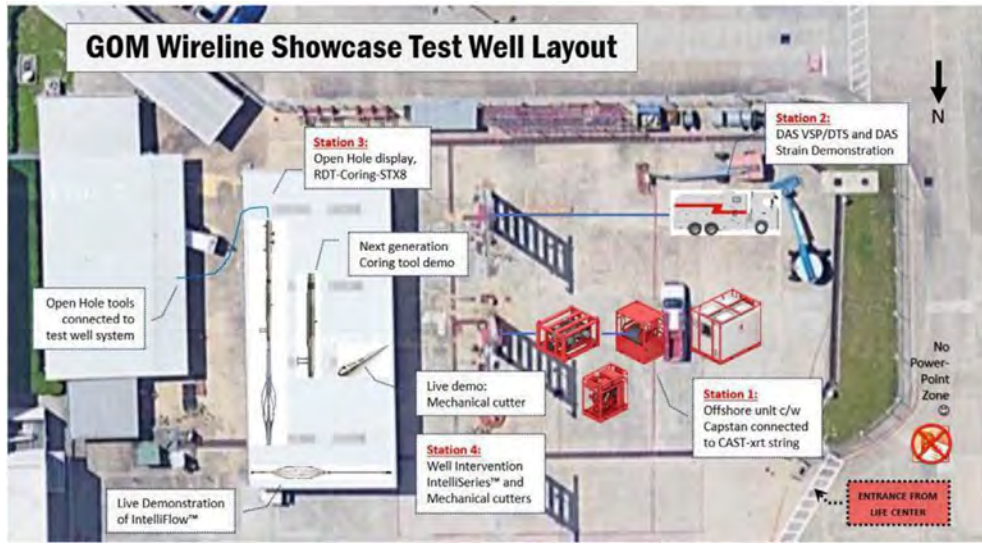 GOM Wireline Showcase Test Well Layout
N
Station 2:
DAS VSP/DTS and DAS
Strain Demonstration
Station 3:
Open Hole display,
RDT-Coring-STX8
Next generation
Coring tool demo
Open Hole tools
connected to
test well system
Live demo:
Mechanical cutter
Station 1:
Offshore unit c/w
Capstan connected
to CAST-xrt string
No
Power-
Point
Zone
☺
Station 4:
Well Intervention
IntelliSeries™ and
Mechanical cutters
Live Demonstration
of IntelliFlow™
ENTRANCE FROM
LIFE CENTER